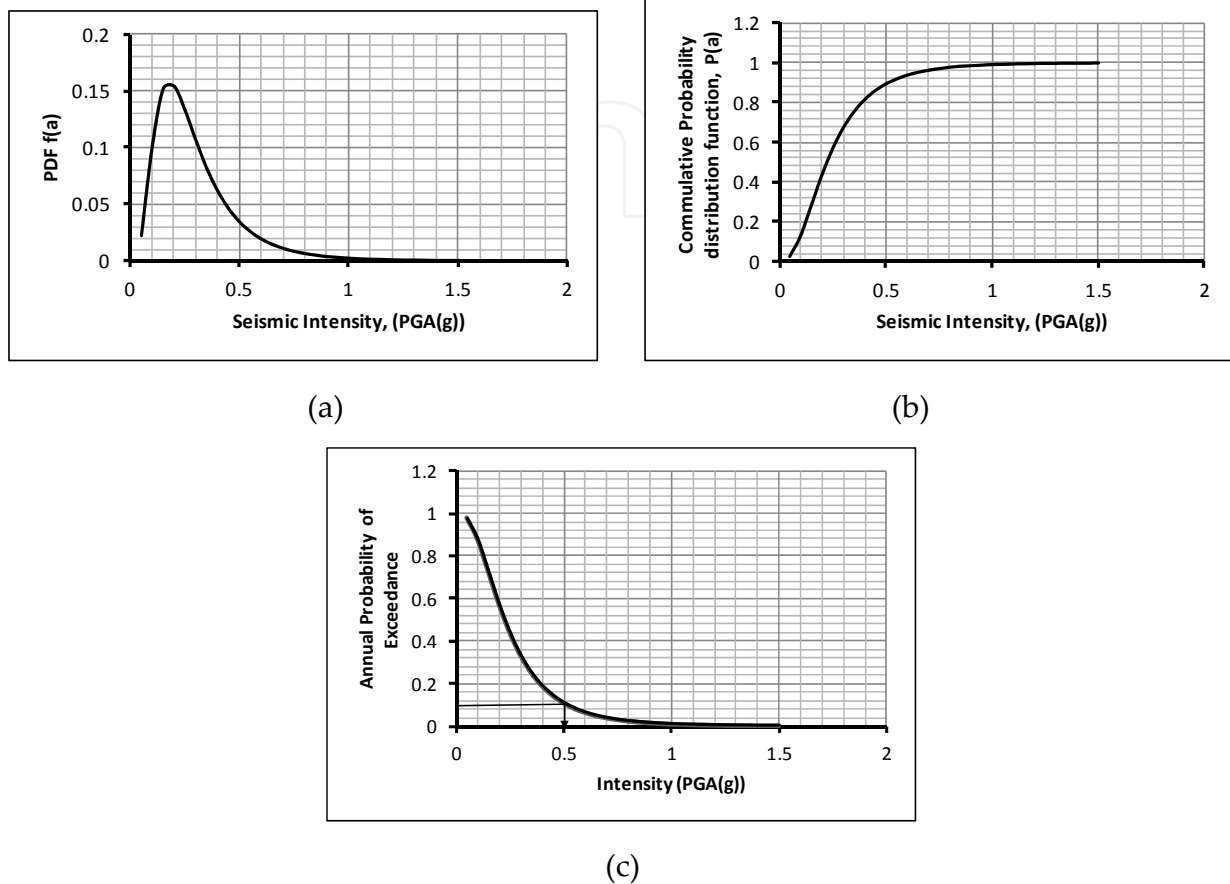 0.2
0.15
0.1
0.05
0
PDF f(a)
0 0.5 1 1.5 2
Seismic Intensity, (PGA(g))
(a)
1.2
1
0.8
0.6
0.4
0.2
0
Commulative Probability
distribution function, P(a)
0 0.5 1 1.5 2
Seismic Intensity, (PGA(g))
(b)
1.2
1
0.8
0.6
0.4
0.2
0
Annual Probability of
Exceedance
0 0.5 1 1.5 2
Intensity (PGA(g))
(c)